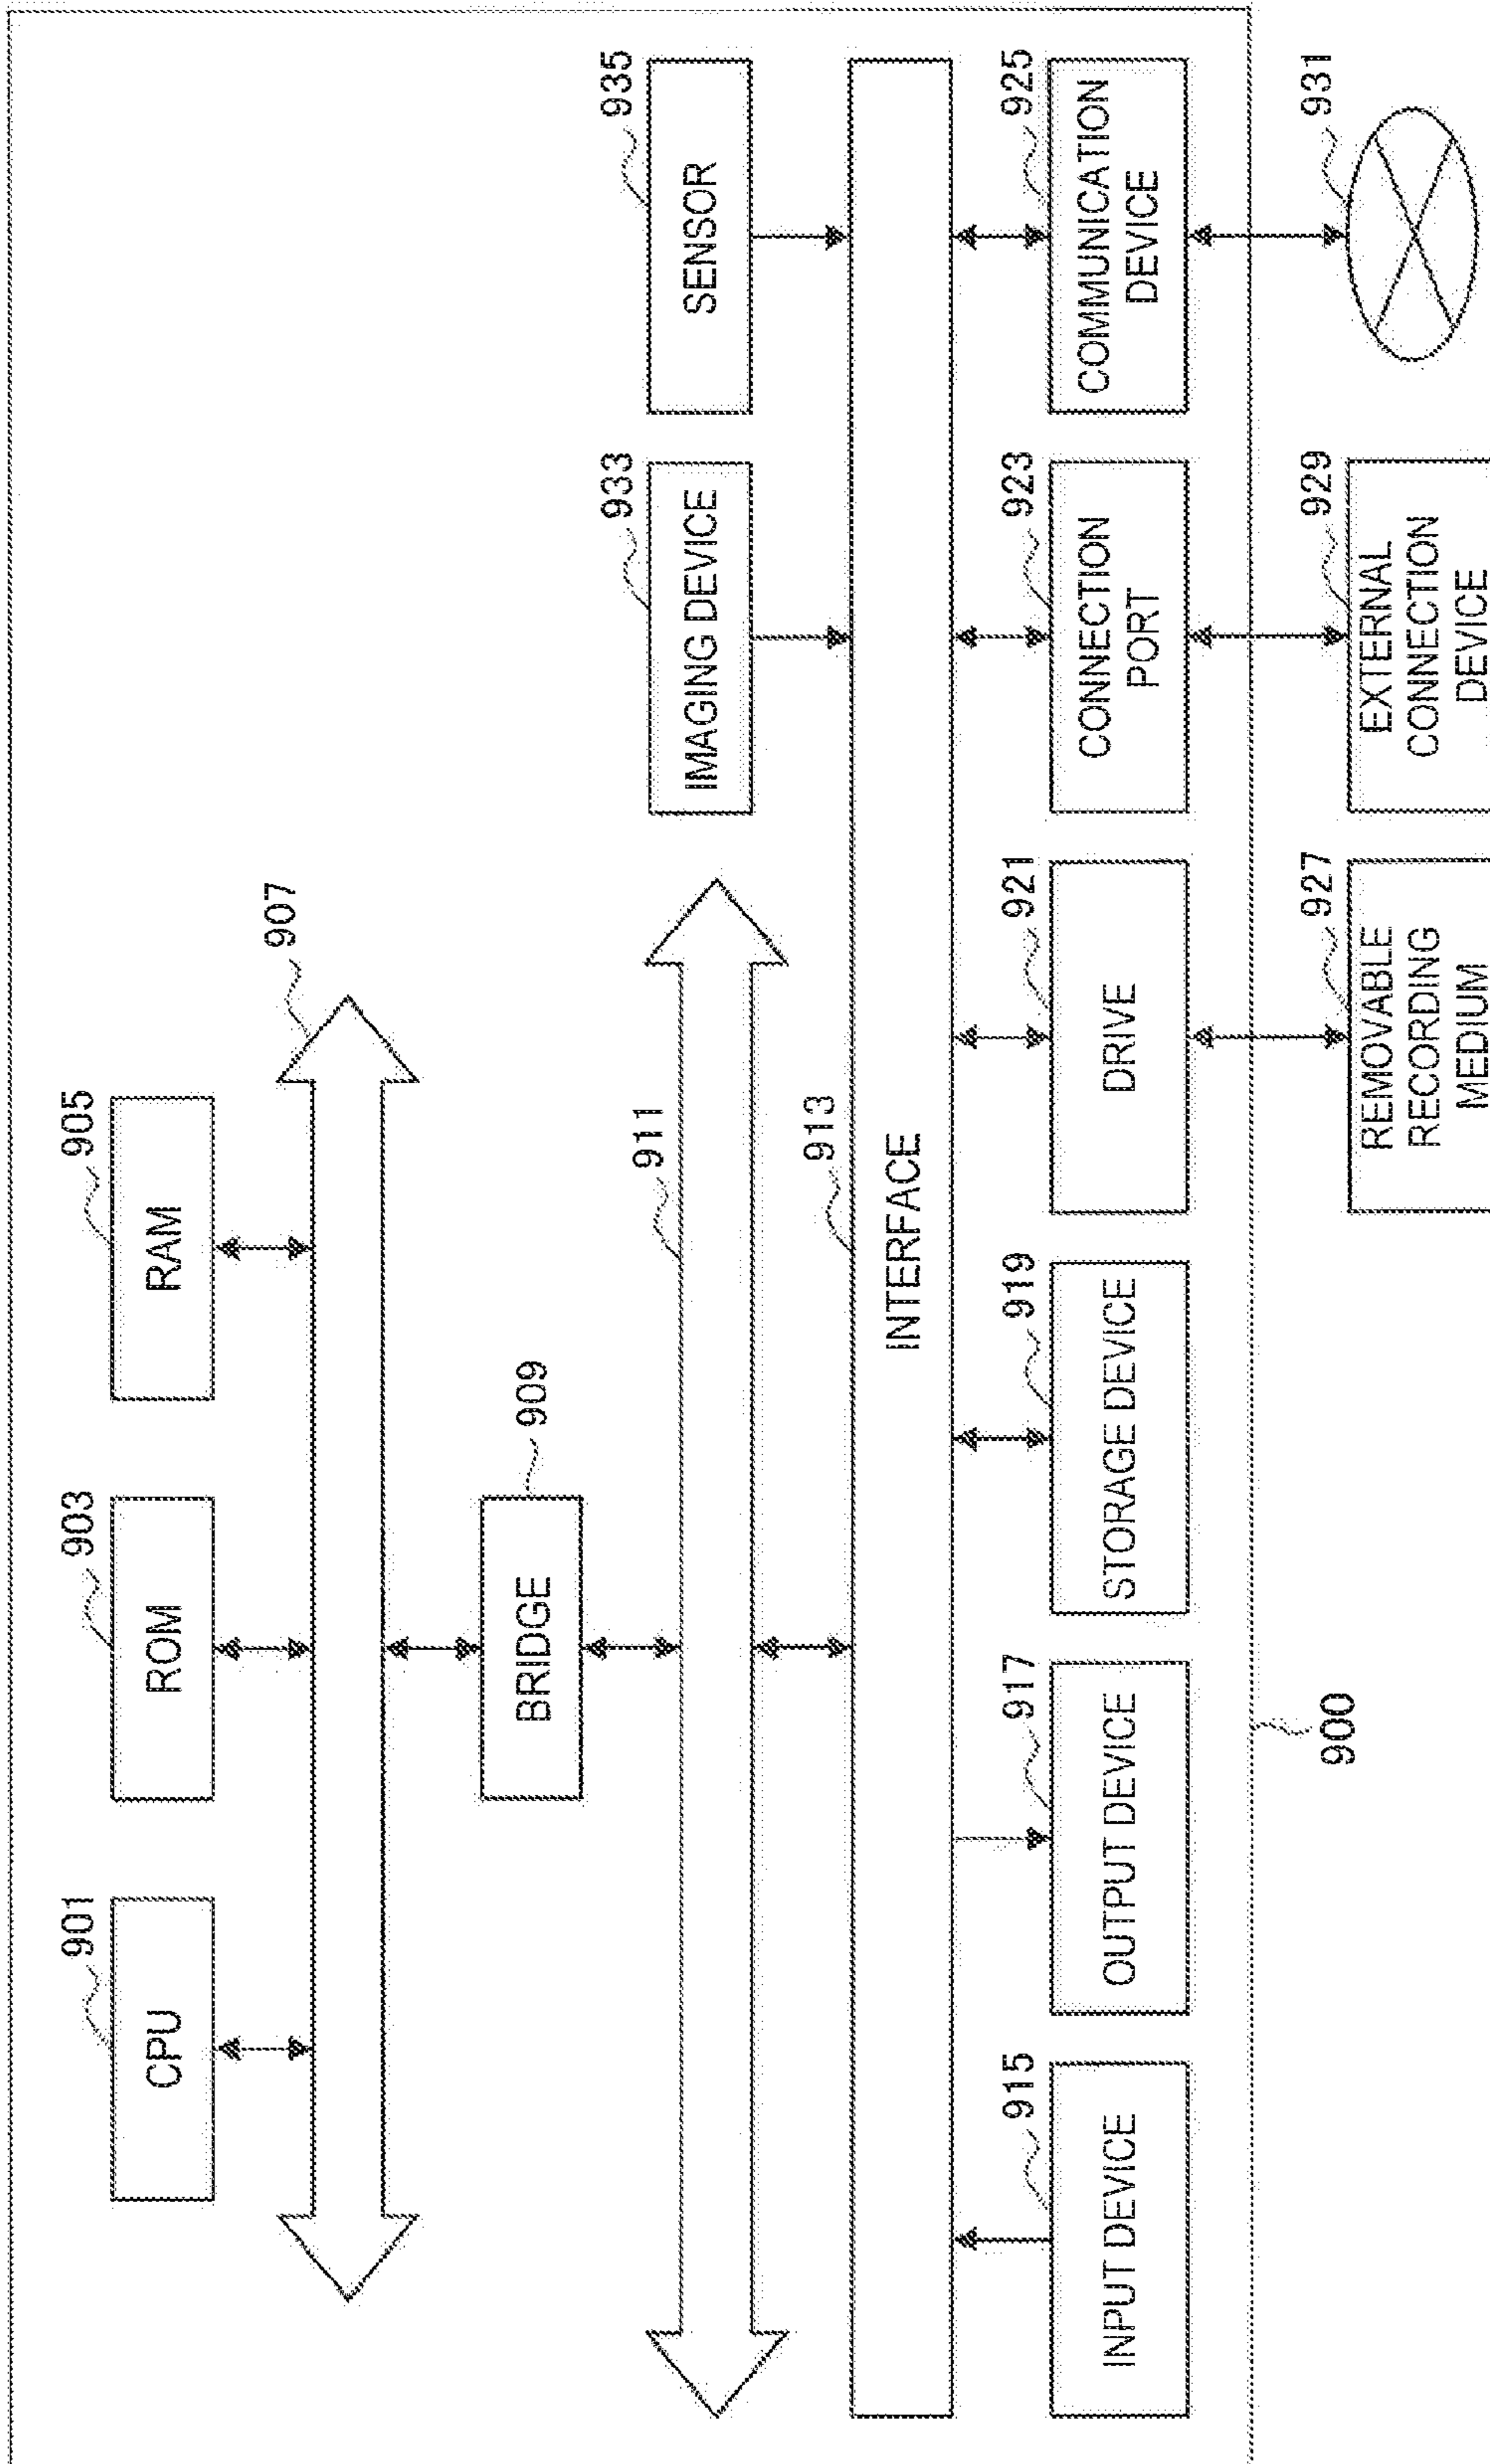 901
CPU
903
ROM
905
RAM
907
909
BRIDGE
911
933
IMAGING DEVICE
935
SENSOR
913
INTERFACE
915
INPUT DEVICE
917
OUTPUT DEVICE
919
STORAGE DEVICE
921
DRIVE
923
CONNECTION
PORT
925
COMMUNICATION
DEVICE
900
927
REMOVABLE
RECORDING
MEDIUM
929
EXTERNAL
CONNECTION
DEVICE
931